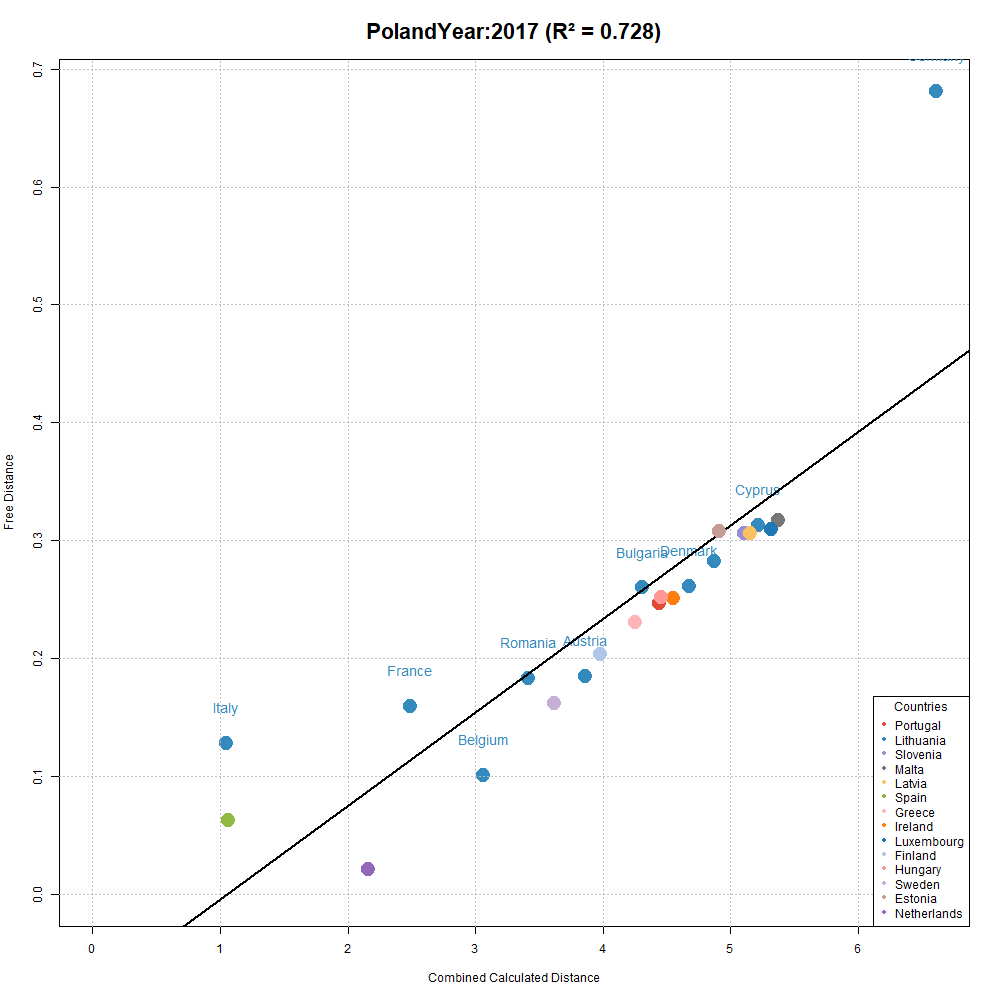 PolandYear:2017 (R² = 0.728)
0.7
0.6
0.5
0.4
0.3
0.2
0.1
0.0
Free Distance
Cyprus
Bulgaria
Denmark
Romania
Austria
France
Italy
Belgium
Countries
Portugal
Lithuania
Slovenia
Malta
Latvia
Spain
Greece
Ireland
Luxembourg
Finland
Hungary
Sweden
Estonia
Netherlands
0 1 2 3 4 5 6
Combined Calculated Distance